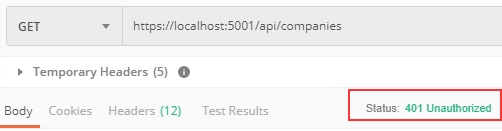 GET https://localhost:5001/api/companies
Temporary Headers (5) i
Body Cookies Headers (12) Test Results Status: 401 Unauthorized